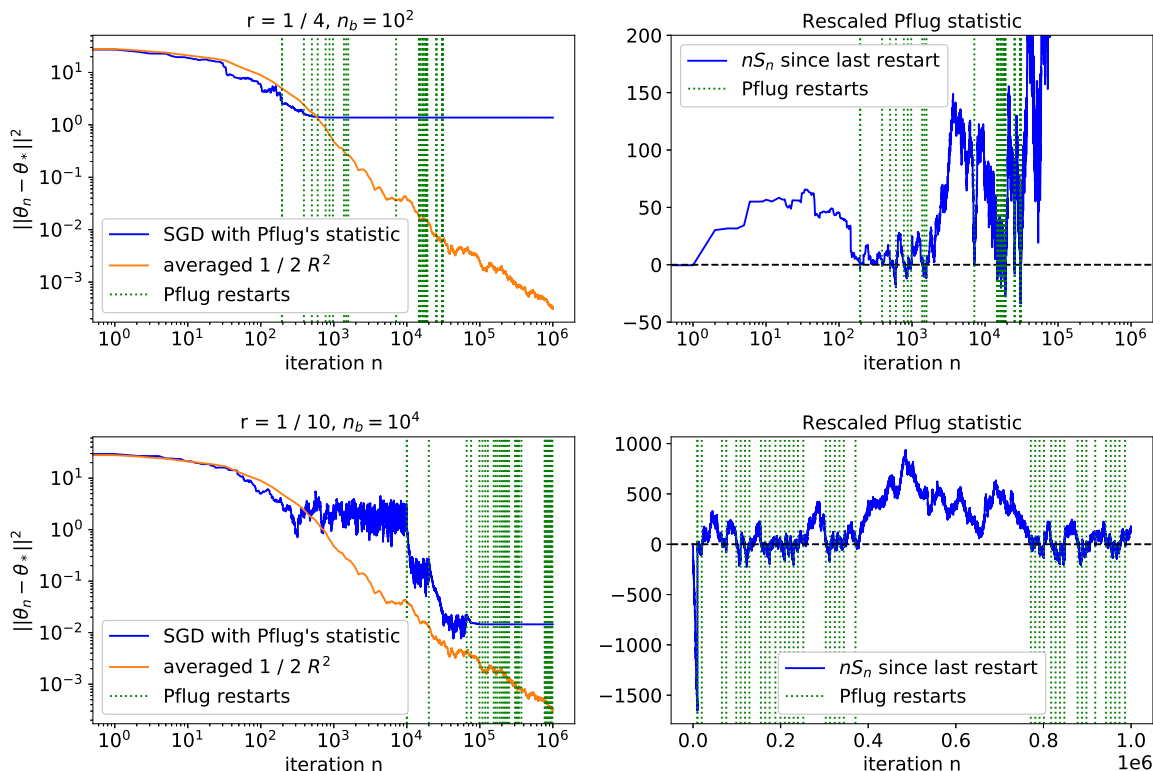 r = 1 / 4, n_b = 10^2
||θ_n − θ_*||^2
10^1
10^0
10^−1
10^−2
10^−3
SGD with Pflug's statistic
averaged 1 / 2 R^2
Pflug restarts
10^0 10^1 10^2 10^3 10^4 10^5 10^6
iteration n
Rescaled Pflug statistic
200
150
100
50
0
−50
nS_n since last restart
Pflug restarts
10^0 10^1 10^2 10^3 10^4 10^5 10^6
iteration n
r = 1 / 10, n_b = 10^4
||θ_n − θ_*||^2
10^1
10^0
10^−1
10^−2
10^−3
SGD with Pflug's statistic
averaged 1 / 2 R^2
Pflug restarts
10^0 10^1 10^2 10^3 10^4 10^5 10^6
iteration n
Rescaled Pflug statistic
1000
500
0
−500
−1000
−1500
nS_n since last restart
Pflug restarts
0.0 0.2 0.4 0.6 0.8 1.0
1e6
iteration n